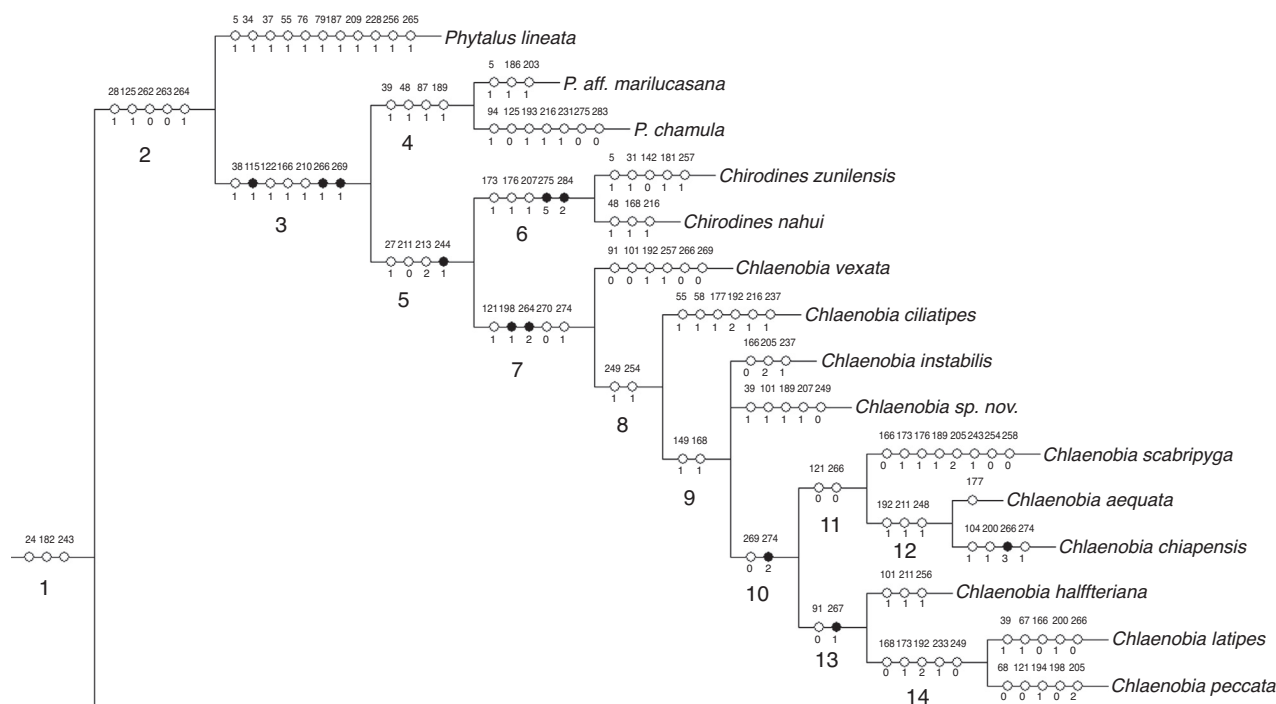 5 34 37 55 76 79 187 209 228 256 265
1 1 1 1 1 1 1 1 1 1 1
Phytalus lineata
28 125 262 263 264
1 1 0 0 1
2
5 186 203
1 1 1
P. aff. marilucasana
39 48 87 189
1 1 1 1
4
94 125 193 216 231 275 283
1 0 1 1 1 0 0
P. chamula
38 115 122 166 210 266 269
1 1 1 1 1 1 1
3
5 31 142 181 257
1 1 0 1 1
Chirodines zunilensis
173 176 207 275 284
1 1 1 5 2
6
48 168 216
1 1 1
Chirodines nahui
27 211 213 244
1 0 2 1
5
91 101 192 257 266 269
0 0 1 1 0 0
Chlaenobia vexata
121 198 264 270 274
1 1 2 0 1
7
55 58 177 192 216 237
1 1 1 2 1 1
Chlaenobia ciliatipes
249 254
1 1
8
166 205 237
0 2 1
Chlaenobia instabilis
39 101 189 207 249
1 1 1 1 0
Chlaenobia sp. nov.
149 168
1 1
9
166 173 176 189 205 243 254 258
0 1 1 1 2 1 0 0
Chlaenobia scabripyga
121 266
0 0
11
177
Chlaenobia aequata
192 211 248
1 1 1
12
104 200 266 274
1 1 3 1
Chlaenobia chiapensis
24 182 243
1
269 274
0 2
10
101 211 256
1 1 1
Chlaenobia halffteriana
91 267
0 1
13
39 67 166 200 266
1 1 0 1 0
Chlaenobia latipes
168 173 192 233 249
0 1 2 1 0
14
68 121 194 198 205
0 0 1 0 2
Chlaenobia peccata